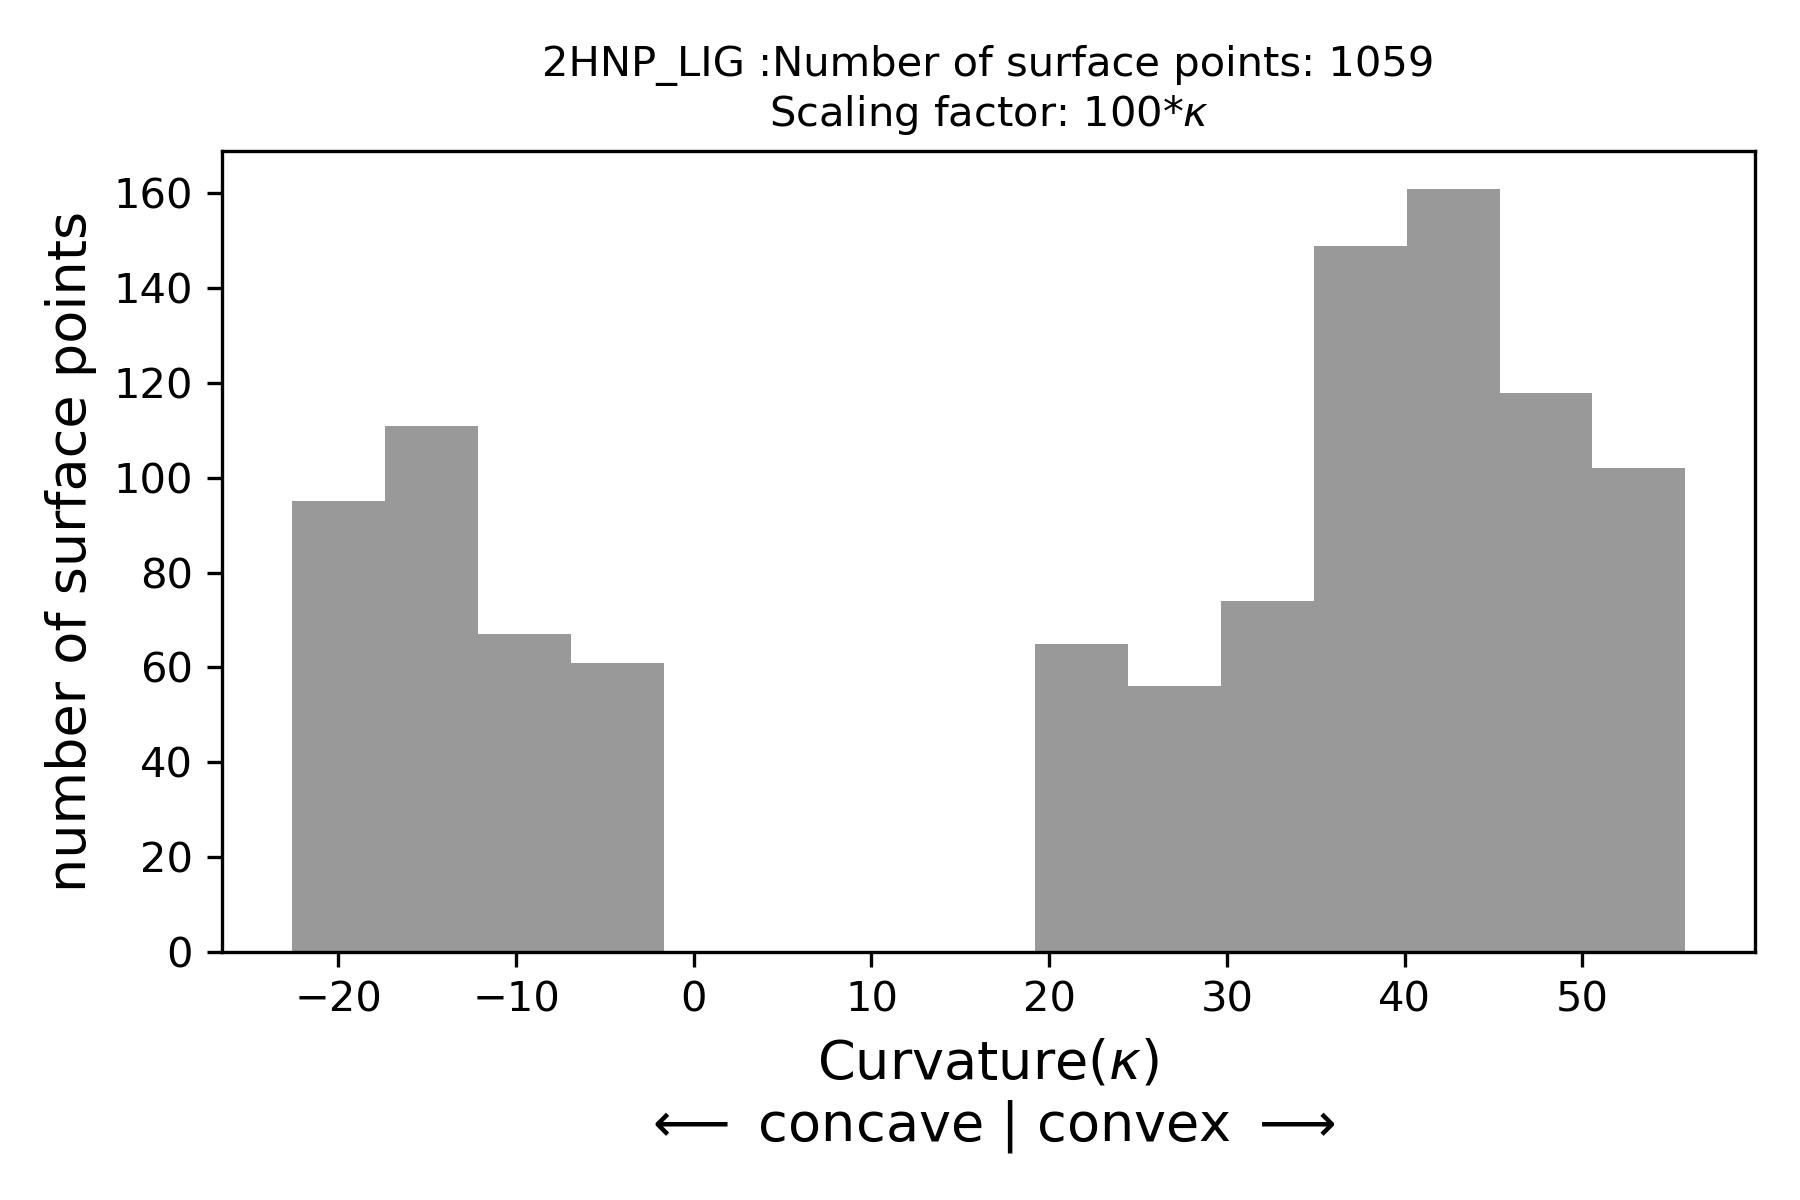 2HNP_LIG :Number of surface points: 1059
Scaling factor: 100*κ
number of surface points
160
140
120
100
80
60
40
20
0
−20 −10 0 10 20 30 40 50
Curvature(κ)
⟵ concave | convex ⟶